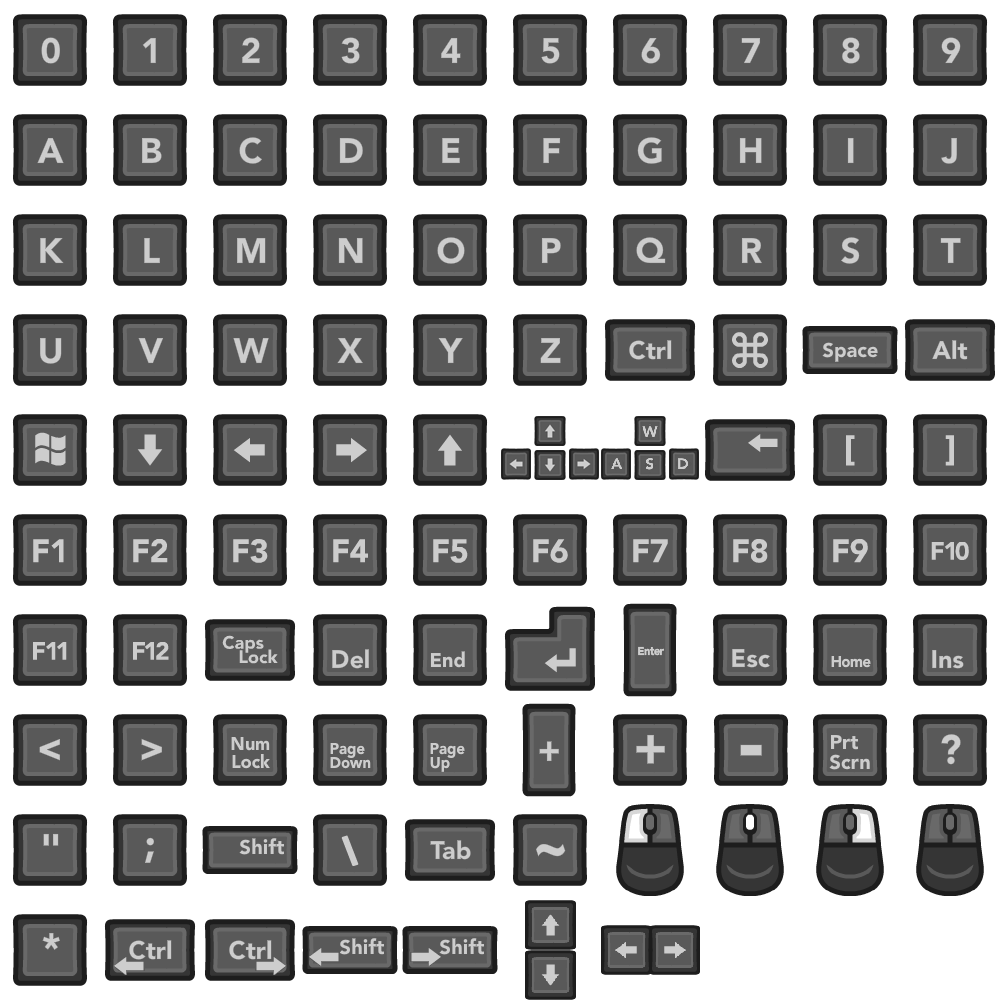 0 1 2 3 4 5 6 7 8 9
A B C D E F G H I J
K L M N O P Q R S T
U V W X Y Z Ctrl ⌘ Space Alt
↓ ← → ↑ ↑ W ← [ ]
← ↓ → A S D
F1 F2 F3 F4 F5 F6 F7 F8 F9 F10
F11 F12 Caps Lock Del End ↵ Enter Esc Home Ins
< > Num Lock Page Down Page Up + + - Prt Scrn ?
" ; Shift \ Tab ~
* ←Ctrl Ctrl→ ←Shift →Shift ↑ ↓ ← →